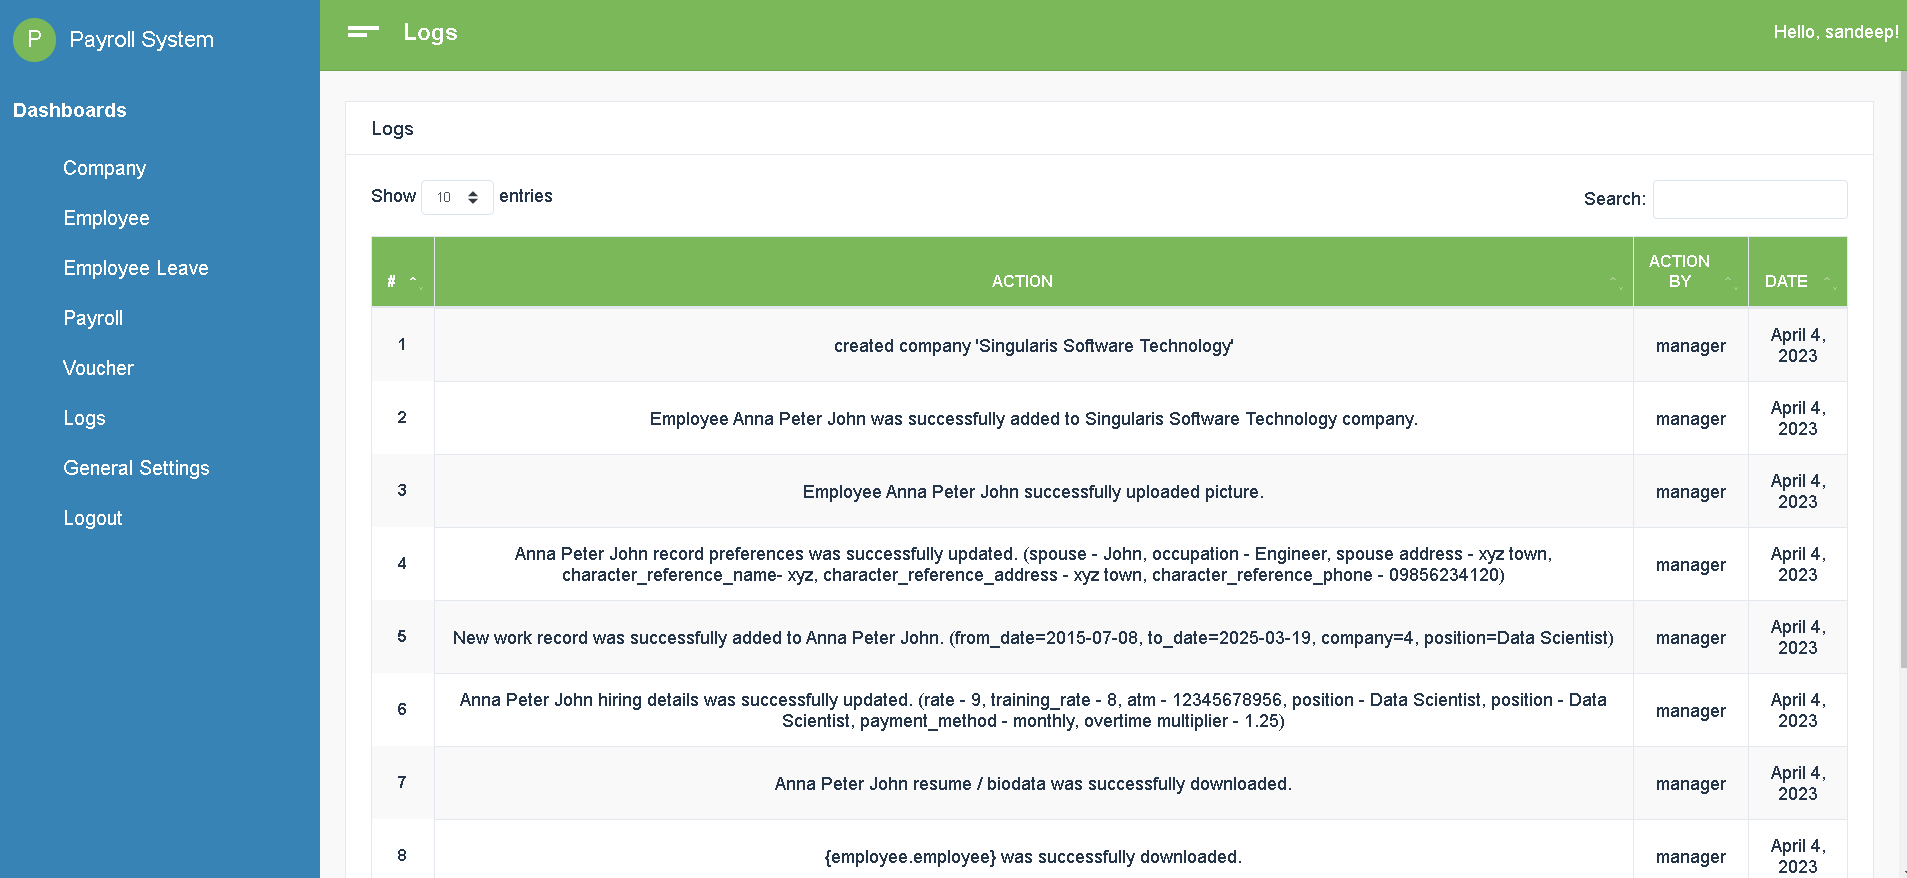 P Payroll System
Dashboards
Company
Employee
Employee Leave
Payroll
Voucher
Logs
General Settings
Logout
Logs
Hello, sandeep!
Logs
Show 10 entries
Search:
# ACTION ACTION BY DATE
1 created company 'Singularis Software Technology' manager April 4, 2023
2 Employee Anna Peter John was successfully added to Singularis Software Technology company. manager April 4, 2023
3 Employee Anna Peter John successfully uploaded picture. manager April 4, 2023
4 Anna Peter John record preferences was successfully updated. (spouse - John, occupation - Engineer, spouse address - xyz town,
character_reference_name- xyz, character_reference_address - xyz town, character_reference_phone - 09856234120) manager April 4, 2023
5 New work record was successfully added to Anna Peter John. (from_date=2015-07-08, to_date=2025-03-19, company=4, position=Data Scientist) manager April 4, 2023
6 Anna Peter John hiring details was successfully updated. (rate - 9, training_rate - 8, atm - 12345678956, position - Data Scientist, position - Data
Scientist, payment_method - monthly, overtime multiplier - 1.25) manager April 4, 2023
7 Anna Peter John resume / biodata was successfully downloaded. manager April 4, 2023
8 {employee.employee} was successfully downloaded. manager April 4, 2023